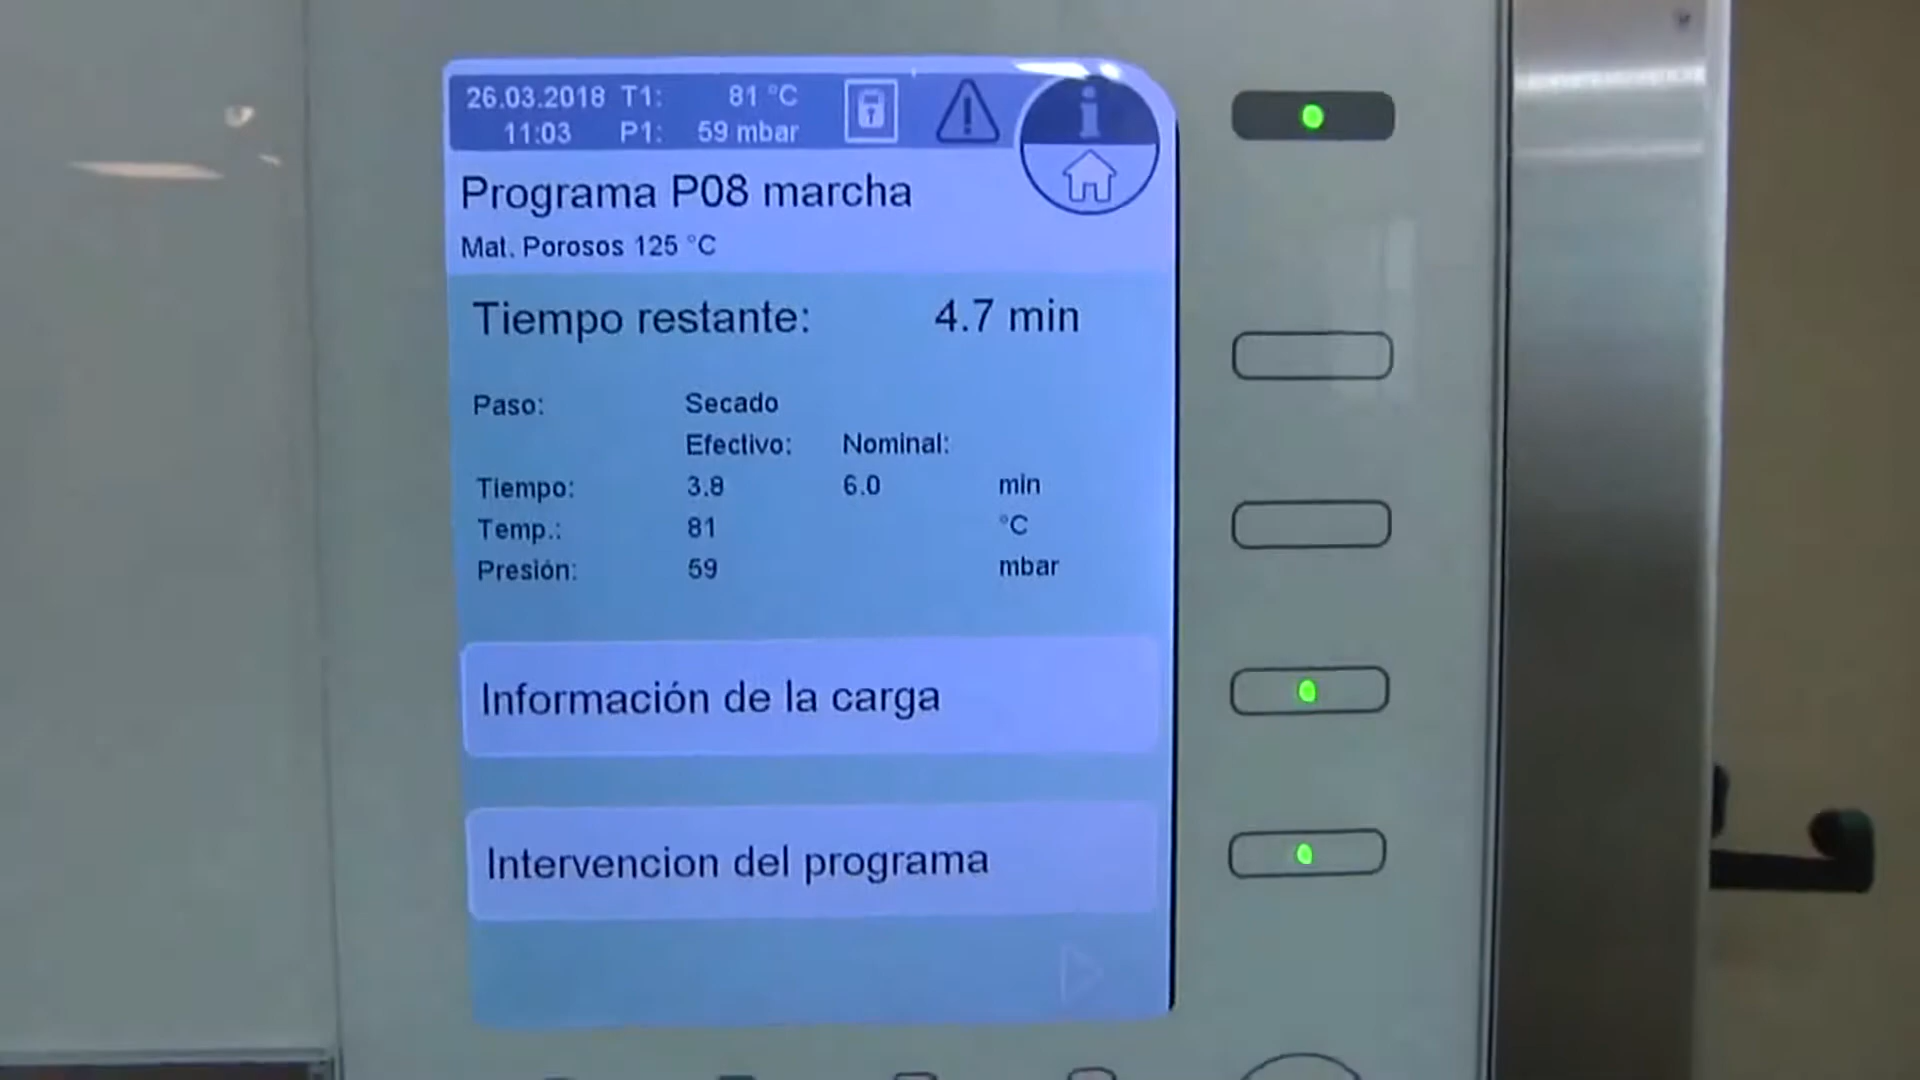 26.03.2018 T1: 81 °C
11:03 P1: 59 mbar
i
Programa P08 marcha
Mat. Porosos 125 °C
Tiempo restante: 4.7 min
Paso: Secado
Efectivo: Nominal:
Tiempo: 3.8 6.0 min
Temp.: 81 °C
Presión: 59 mbar
Información de la carga
Intervencion del programa